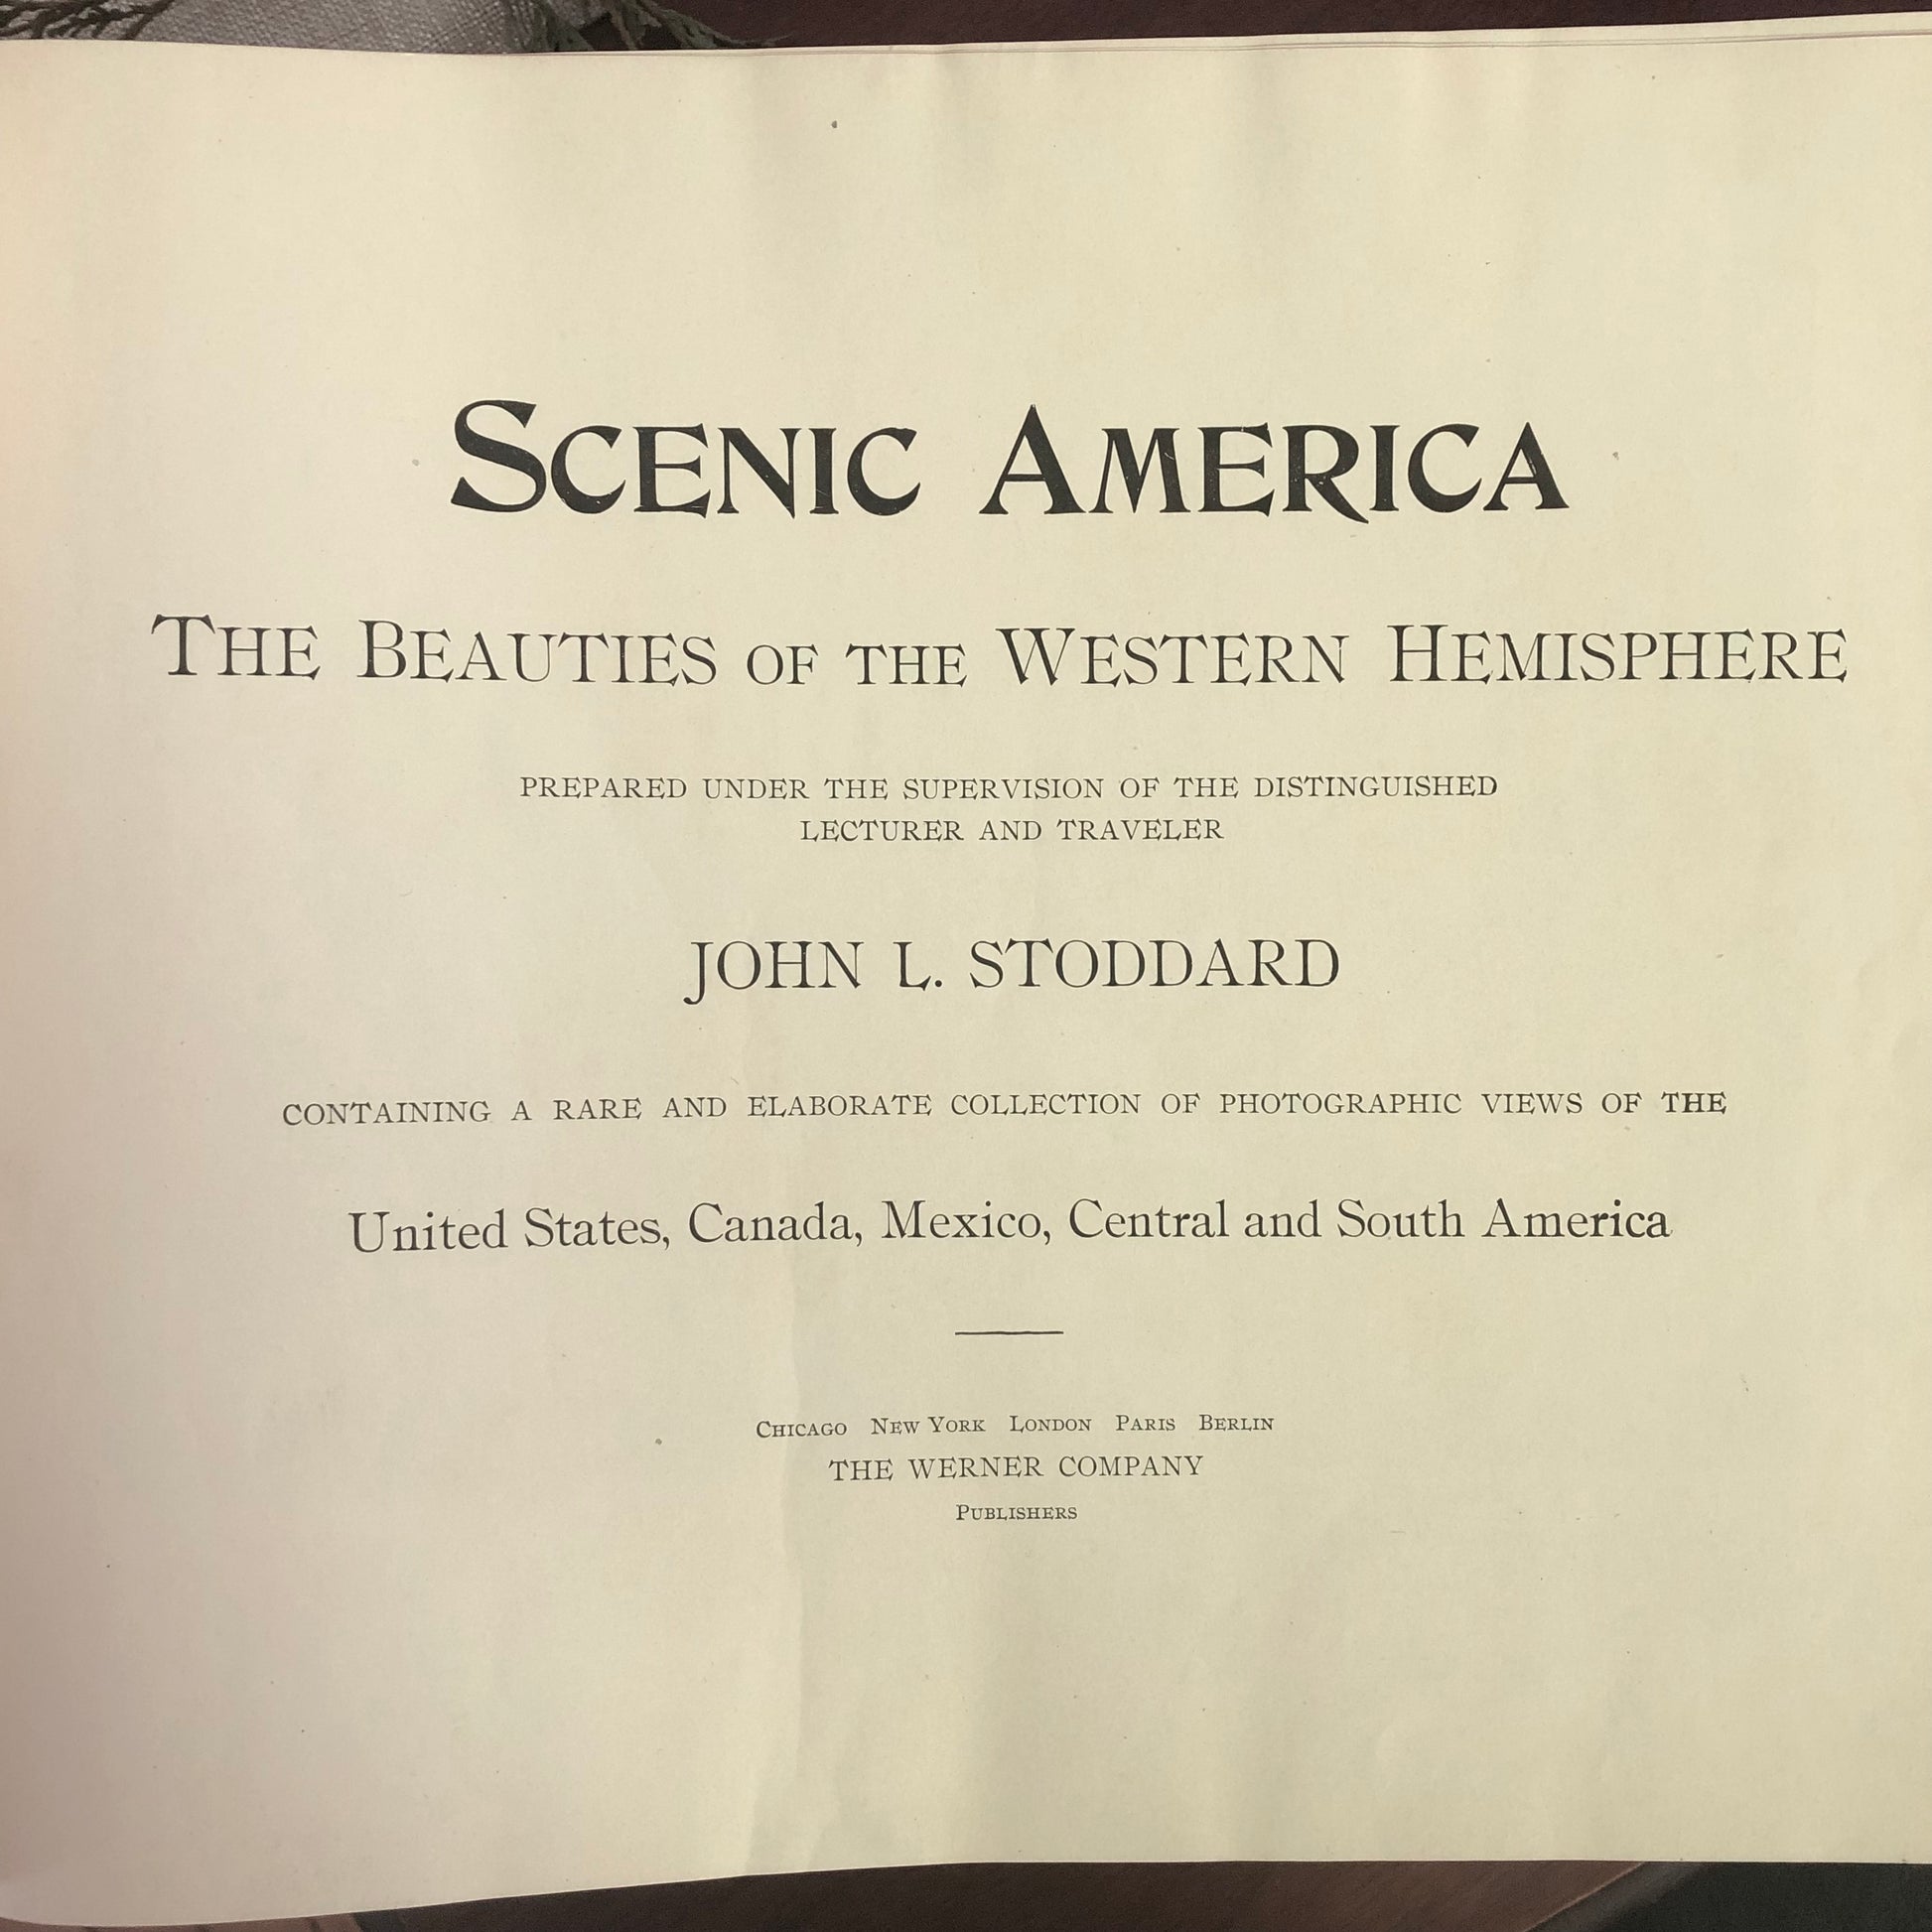 SCENIC AMERICA
THE BEAUTIES OF THE WESTERN HEMISPHERE
PREPARED UNDER THE SUPERVISION OF THE DISTINGUISHED
LECTURER AND TRAVELER
JOHN L. STODDARD
CONTAINING A RARE AND ELABORATE COLLECTION OF PHOTOGRAPHIC VIEWS OF THE
United States, Canada, Mexico, Central and South America
CHICAGO NEW YORK LONDON PARIS BERLIN
THE WERNER COMPANY
PUBLISHERS